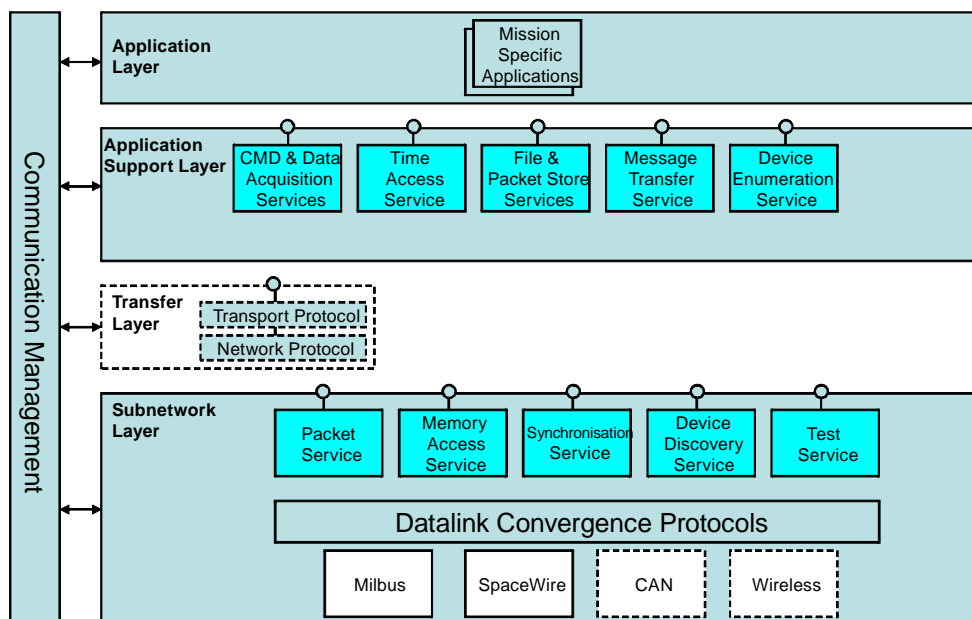 Communication Management
Application
Layer
Mission
Specific
Applications
Application
Support Layer
CMD & Data
Acquisition
Services
Time
Access
Service
File &
Packet Store
Services
Message
Transfer
Service
Device
Enumeration
Service
Transfer
Layer
Transport Protocol
Network Protocol
Subnetwork
Layer
Packet
Service
Memory
Access
Service
Synchronisation
Service
Device
Discovery
Service
Test
Service
Datalink Convergence Protocols
Milbus
SpaceWire
CAN
Wireless